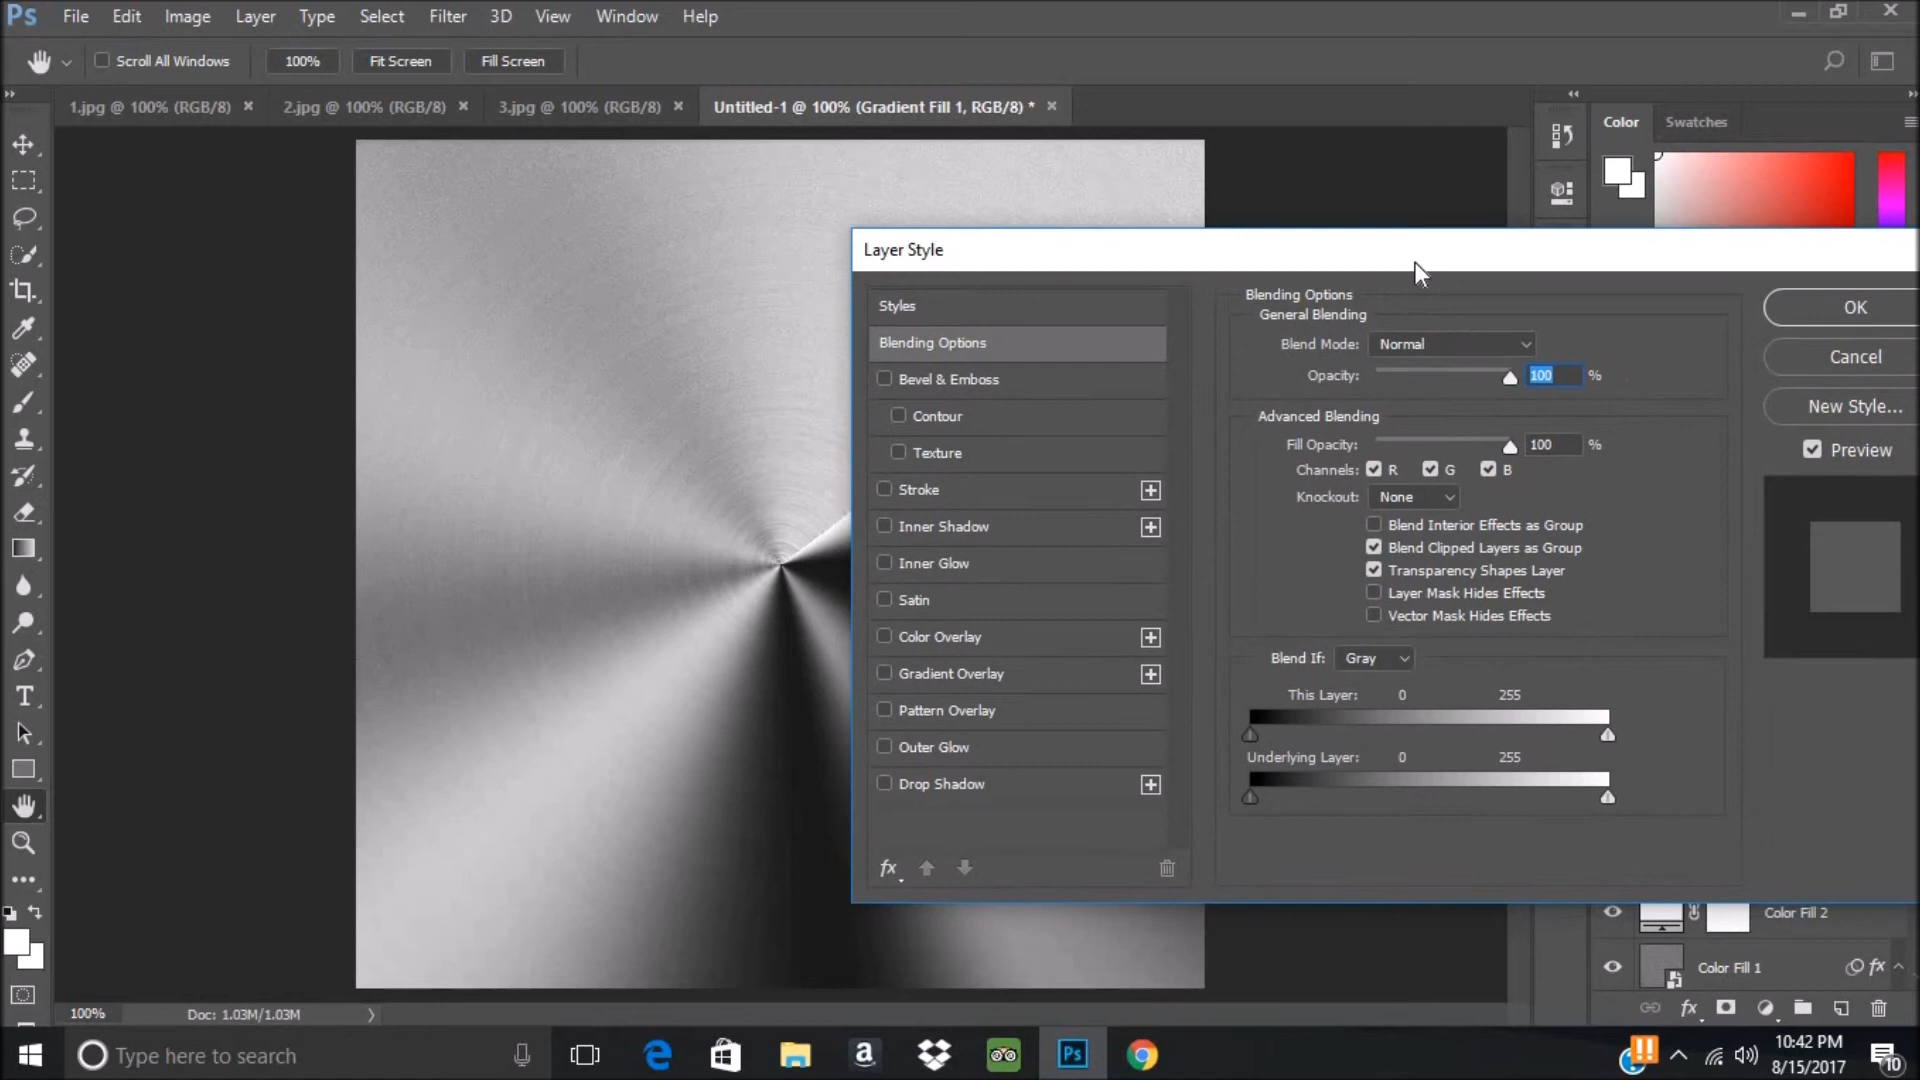 Ps File Edit Image Layer Type Select Filter 3D View Window Help
Scroll All Windows 100% Fit Screen Fill Screen
1.jpg @ 100% (RGB/8) 2.jpg @ 100% (RGB/8) 3.jpg @ 100% (RGB/8) Untitled-1 @ 100% (Gradient Fill 1, RGB/8) *
Color Swatches
Layer Style
Styles
Blending Options
Bevel & Emboss
Contour
Texture
Stroke
Inner Shadow
Inner Glow
Satin
Color Overlay
Gradient Overlay
Pattern Overlay
Outer Glow
Drop Shadow
fx
Blending Options
General Blending
Blend Mode: Normal
Opacity: 100 %
Advanced Blending
Fill Opacity: 100 %
Channels: R G B
Knockout: None
Blend Interior Effects as Group
Blend Clipped Layers as Group
Transparency Shapes Layer
Layer Mask Hides Effects
Vector Mask Hides Effects
Blend If: Gray
This Layer: 0 255
Underlying Layer: 0 255
OK
Cancel
New Style...
Preview
Color Fill 2
Color Fill 1 fx
fx
100% Doc: 1.03M/1.03M
Type here to search
a
Ps
10:42 PM
8/15/2017
10